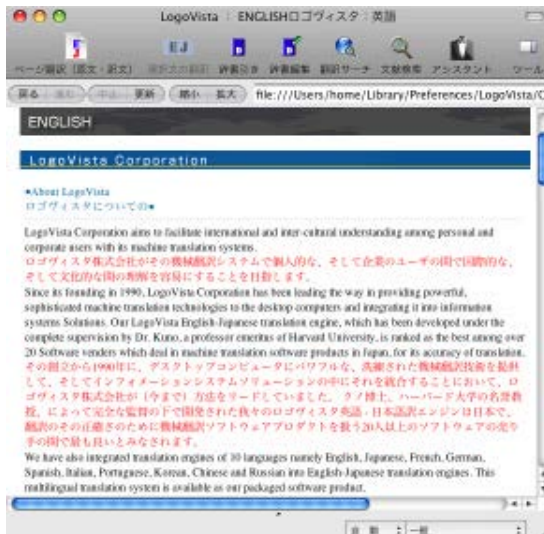 LogoVista : ENGLISHロゴヴィスタ：英語
ページ翻訳（原文・訳文）
辞書引き 辞書編集 翻訳サーチ 文献検索 アシスタント ツール
戻る 進む 中止 更新 縮小 拡大 file:///Users/home/Library/Preferences/LogoVista/C
ENGLISH
LogoVista Corporation
●About LogoVista
ロゴヴィスタについての●
LogoVista Corporation aims to facilitate international and inter-cultural understanding among personal and
corporate users with its machine translation systems.
ロゴヴィスタ株式会社がその機械翻訳システムで個人的な、そして企業のユーザの間で国際的な、
そして文化的な間の理解を容易にすることを目指します。
Since its founding in 1990, LogoVista Corporation has been leading the way in providing powerful,
sophisticated machine translation technologies to the desktop computers and integrating it into information
systems Solutions. Our LogoVista English-Japanese translation engine, which has been developed under the
complete supervision by Dr. Kuno, a professor emeritus of Harvard University, is ranked as the best among over
20 Software venders which deal in machine translation software products in Japan, for its accuracy of translation.
その創立から1990年に、デスクトップコンピュータにパワフルな、洗練された機械翻訳技術を提供
して、そしてインフォメーションシステムソリューションの中にそれを統合することにおいて、ロ
ゴヴィスタ株式会社が（今まで）方法をリードしていました。 クノ博士、ハーバード大学の名誉教
授、によって完全な監督の下で開発された我々のロゴヴィスタ英語・日本語訳エンジンは日本で、
翻訳のその正確さのために機械翻訳ソフトウェアプロダクトを扱う20人以上のソフトウェアの売り
手の間で最も良いとみなされます。
We have also integrated translation engines of 10 languages namely English, Japanese, French, German,
Spanish, Italian, Portuguese, Korean, Chinese and Russian into English-Japanese translation engines. This
multilingual translation system is available as our packaged software product.
自動 一般